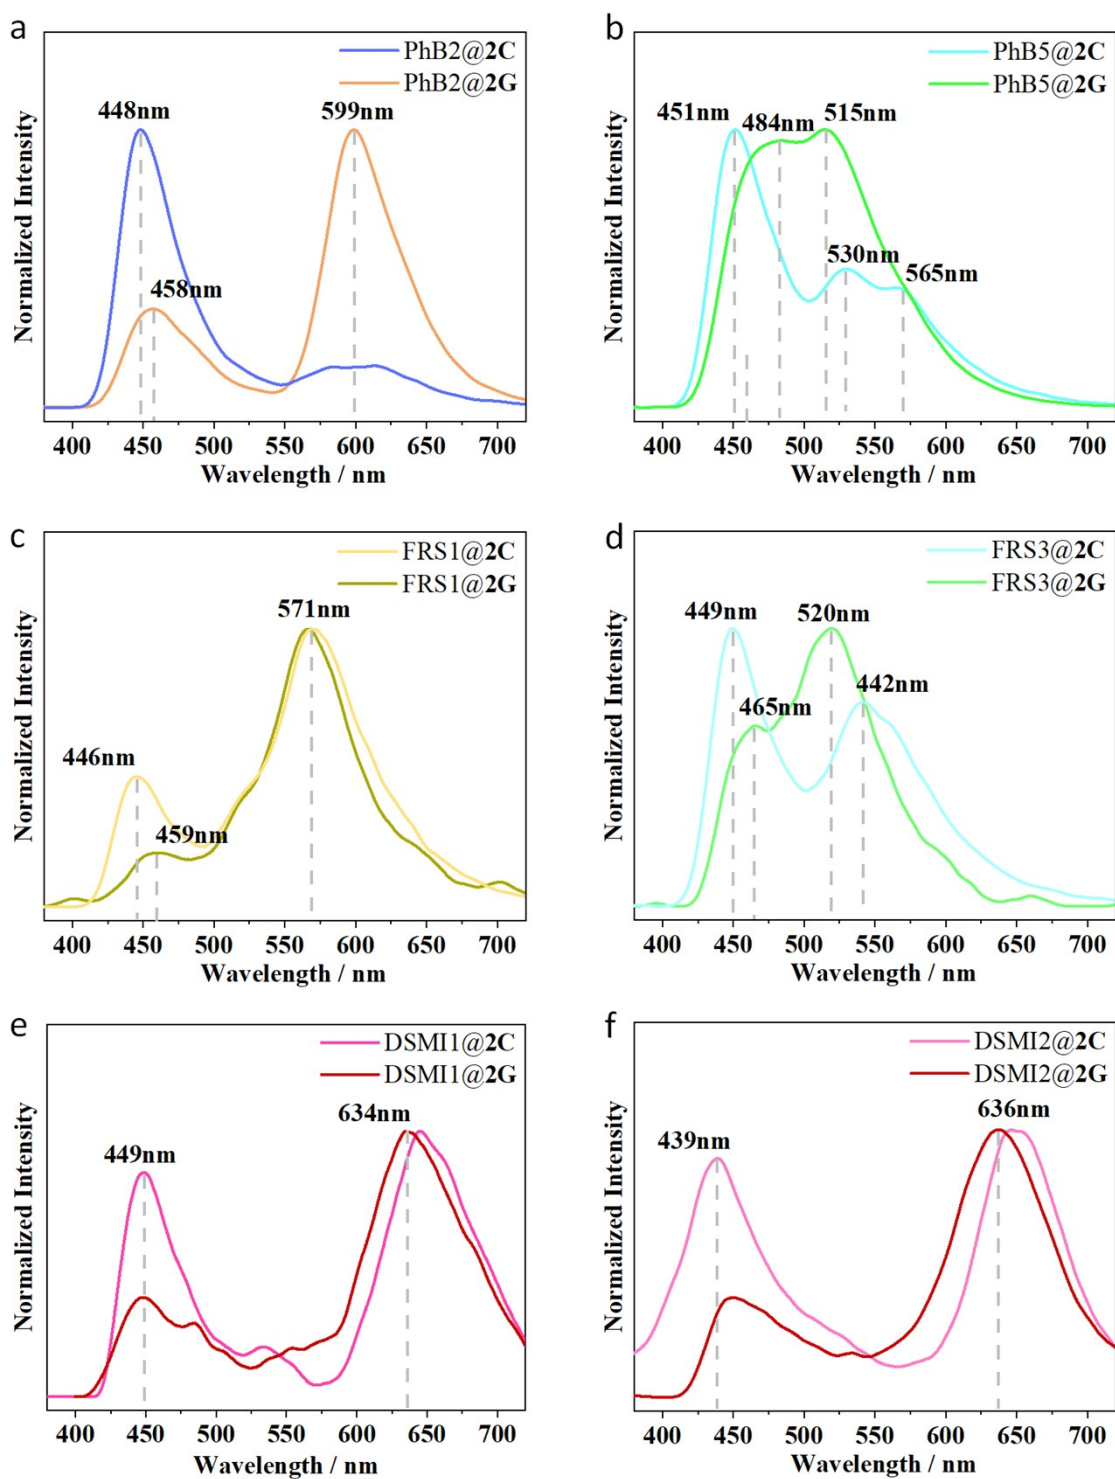 a
PhB2@2C
PhB2@2G
448nm
599nm
458nm
Normalized Intensity
400 450 500 550 600 650 700
Wavelength / nm
b
PhB5@2C
PhB5@2G
451nm
484nm
515nm
530nm
565nm
Normalized Intensity
400 450 500 550 600 650 700
Wavelength / nm
c
FRS1@2C
FRS1@2G
571nm
446nm
459nm
Normalized Intensity
400 450 500 550 600 650 700
Wavelength / nm
d
FRS3@2C
FRS3@2G
449nm
520nm
442nm
465nm
Normalized Intensity
400 450 500 550 600 650 700
Wavelength / nm
e
DSMI1@2C
DSMI1@2G
634nm
449nm
Normalized Intensity
400 450 500 550 600 650 700
Wavelength / nm
f
DSMI2@2C
DSMI2@2G
636nm
439nm
Normalized Intensity
400 450 500 550 600 650 700
Wavelength / nm